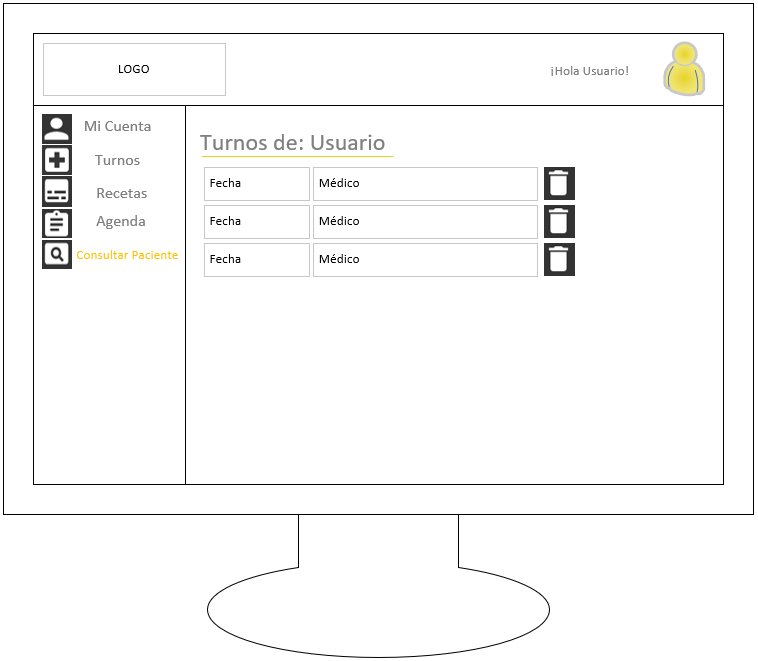 LOGO
¡Hola Usuario!
Mi Cuenta
Turnos
Recetas
Agenda
Consultar Paciente
Turnos de: Usuario
Fecha Médico
Fecha Médico
Fecha Médico